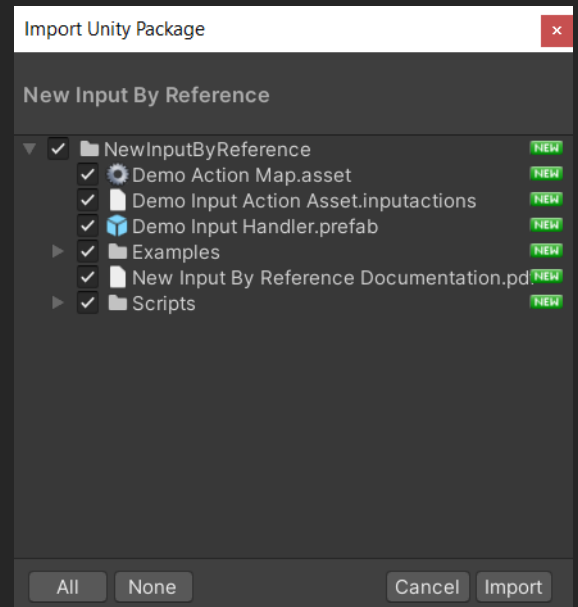 Import Unity Package
New Input By Reference
NewInputByReference NEW
Demo Action Map.asset NEW
Demo Input Action Asset.inputactions NEW
Demo Input Handler.prefab NEW
Examples NEW
New Input By Reference Documentation.pd NEW
Scripts NEW
All None Cancel Import